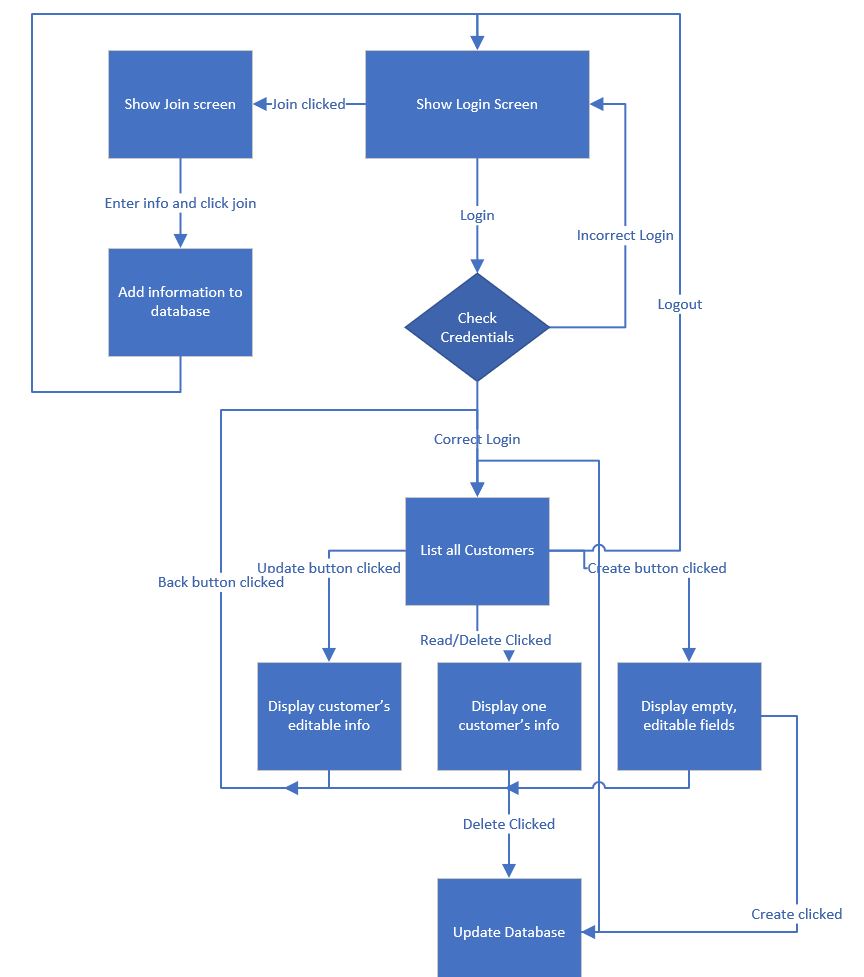 Show Join screen
Join clicked
Show Login Screen
Enter info and click join
Login
Incorrect Login
Add information to
database
Logout
Check
Credentials
Correct Login
List all Customers
Update button clicked
Back button clicked
Create button clicked
Read/Delete Clicked
Display customer's
editable info
Display one
customer's info
Display empty,
editable fields
Delete Clicked
Create clicked
Update Database